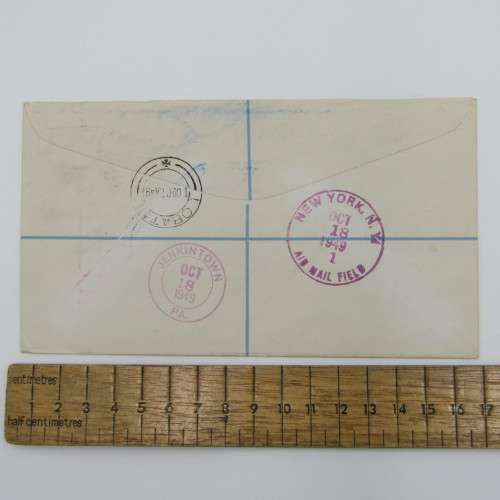 NEW YORK, N. Y.
OCT
18
1949
1
AIR MAIL FIELD
JENKINTOWN
OCT
18
1949
PA.
centimetres
1 2 3 4 5 6 7 8 9 10 11 12 13 14 15 16 17
half centimetres